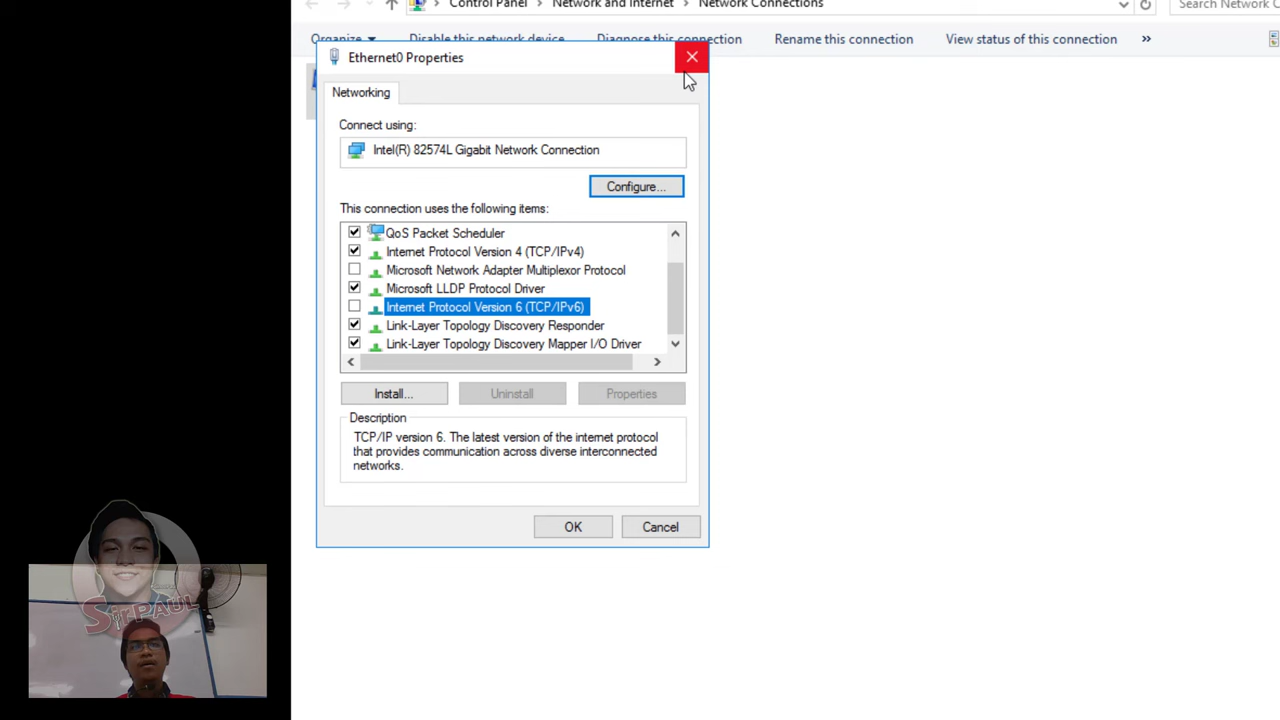 Control Panel
Network and Internet
Network Connections
Search Network C
Organize
Disable this network device
Diagnose this connection
Rename this connection
View status of this connection
»
Ethernet0 Properties
Networking
Connect using:
Intel(R) 82574L Gigabit Network Connection
Configure...
This connection uses the following items:
QoS Packet Scheduler
Internet Protocol Version 4 (TCP/IPv4)
Microsoft Network Adapter Multiplexor Protocol
Microsoft LLDP Protocol Driver
Internet Protocol Version 6 (TCP/IPv6)
Link-Layer Topology Discovery Responder
Link-Layer Topology Discovery Mapper I/O Driver
Install...
Uninstall
Properties
Description
TCP/IP version 6. The latest version of the internet protocol
that provides communication across diverse interconnected
networks.
OK
Cancel
SirPAUL